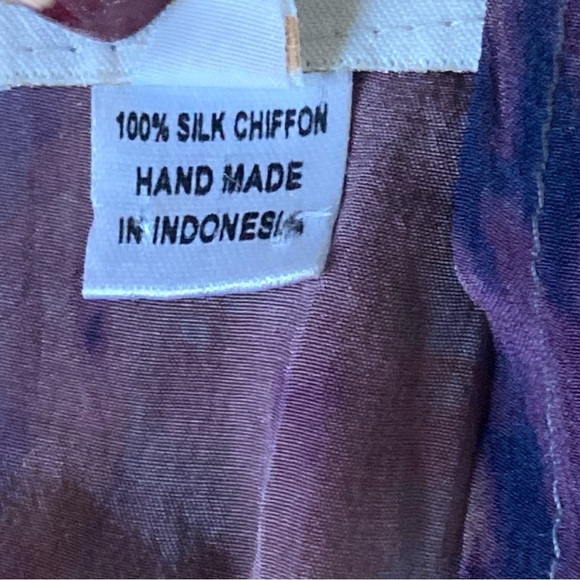 100% SILK CHIFFON
HAND MADE
IN INDONESIA